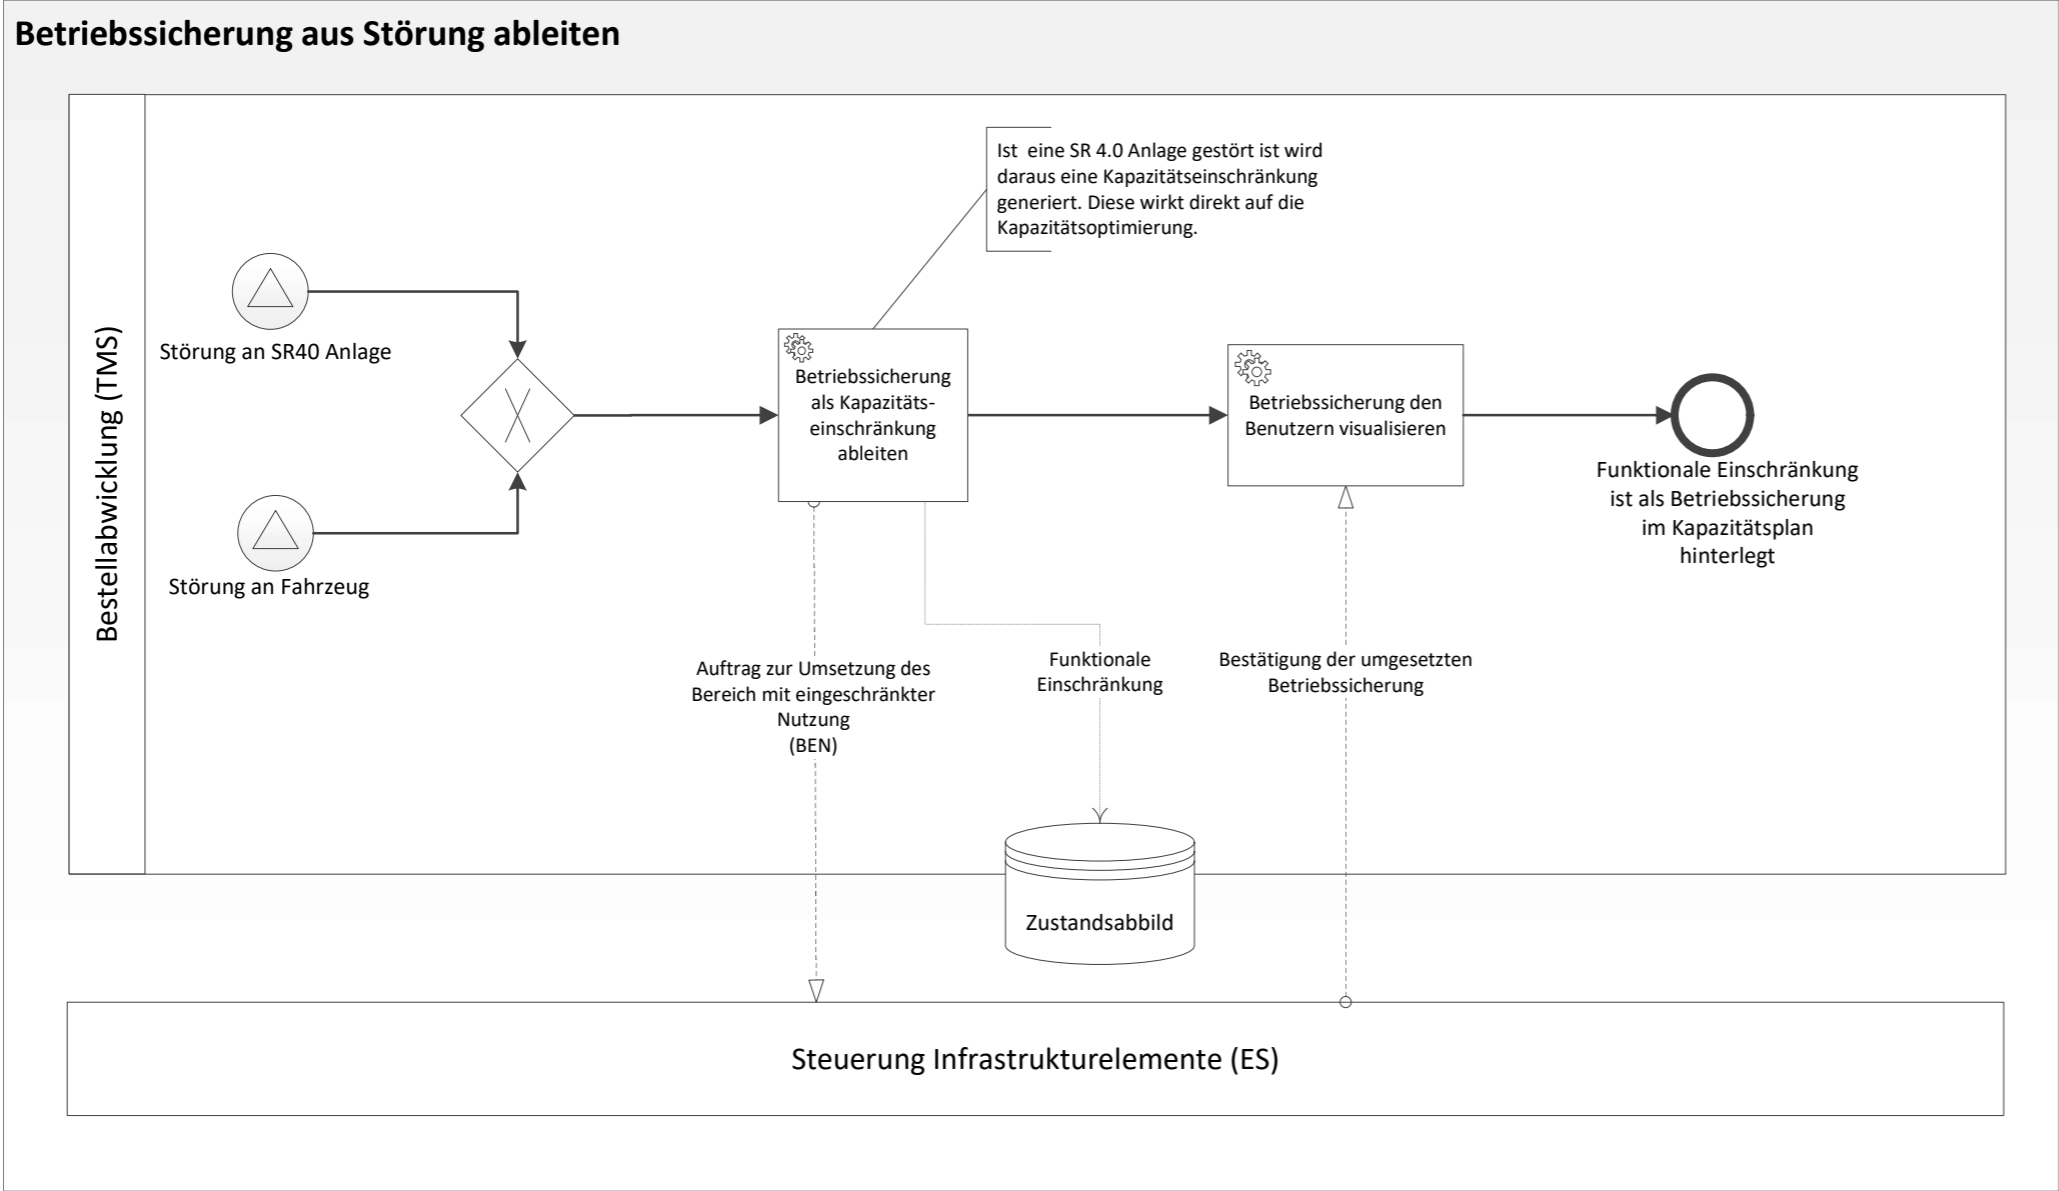 Betriebssicherung aus Störung ableiten
Bestellabwicklung (TMS)
Ist  eine SR 4.0 Anlage gestört ist wird
daraus eine Kapazitätseinschränkung
generiert. Diese wirkt direkt auf die
Kapazitätsoptimierung.
Störung an SR40 Anlage
Störung an Fahrzeug
Betriebssicherung
als Kapazitäts-
einschränkung
ableiten
Betriebssicherung den
Benutzern visualisieren
Funktionale Einschränkung
ist als Betriebssicherung
im Kapazitätsplan
hinterlegt
Auftrag zur Umsetzung des
Bereich mit eingeschränkter
Nutzung
(BEN)
Funktionale
Einschränkung
Bestätigung der umgesetzten
Betriebssicherung
Zustandsabbild
Steuerung Infrastrukturelemente (ES)